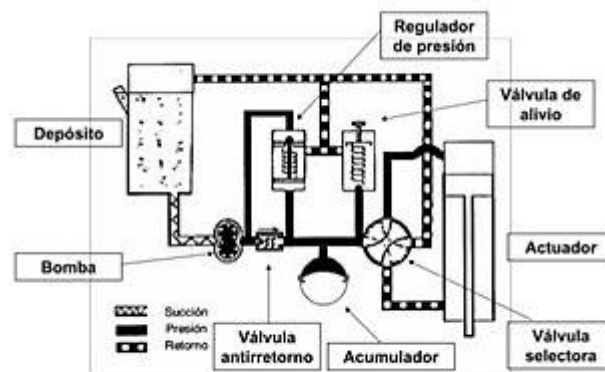 Regulador
de presión
Válvula de
alivio
Depósito
Actuador
Bomba
Succión
Presión
Retorno
Válvula
antirretorno
Acumulador
Válvula
selectora